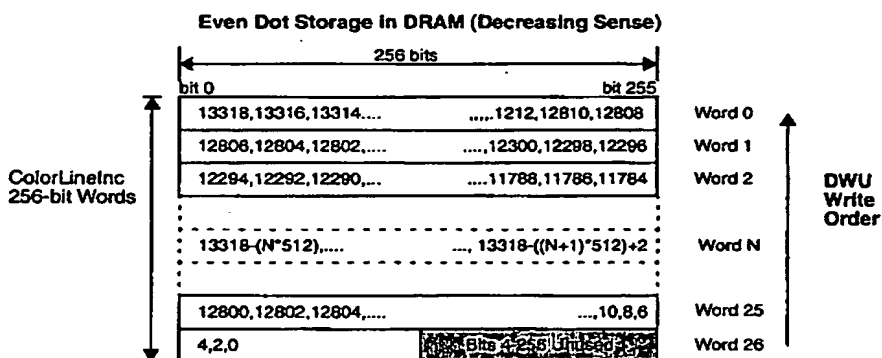 Even Dot Storage in DRAM (Decreasing Sense)
256 bits
bit 0 bit 255
13318,13316,13314.... ,....1212,12810,12808 Word 0
12806,12804,12802,.... ....,12300,12298,12296 Word 1
12294,12292,12290,... ....11788,11786,11784 Word 2
ColorLineInc
256-bit Words
DWU
Write
Order
13318-(N*512),.... ..., 13318-((N+1)*512)+2 Word N
12800,12802,12804,.... ...,10,8,6 Word 25
4,2,0 Bits 4-256 Unused Word 26